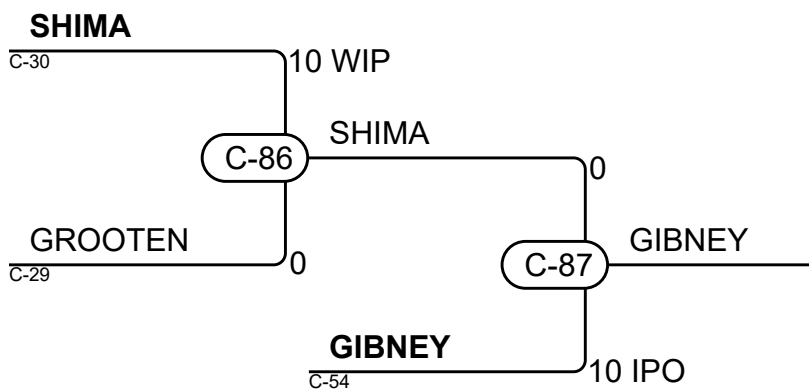 SHIMA
C-30
10 WIP
C-86
SHIMA
0
GROOTEN
C-29
0
C-87
GIBNEY
GIBNEY
C-54
10 IPO